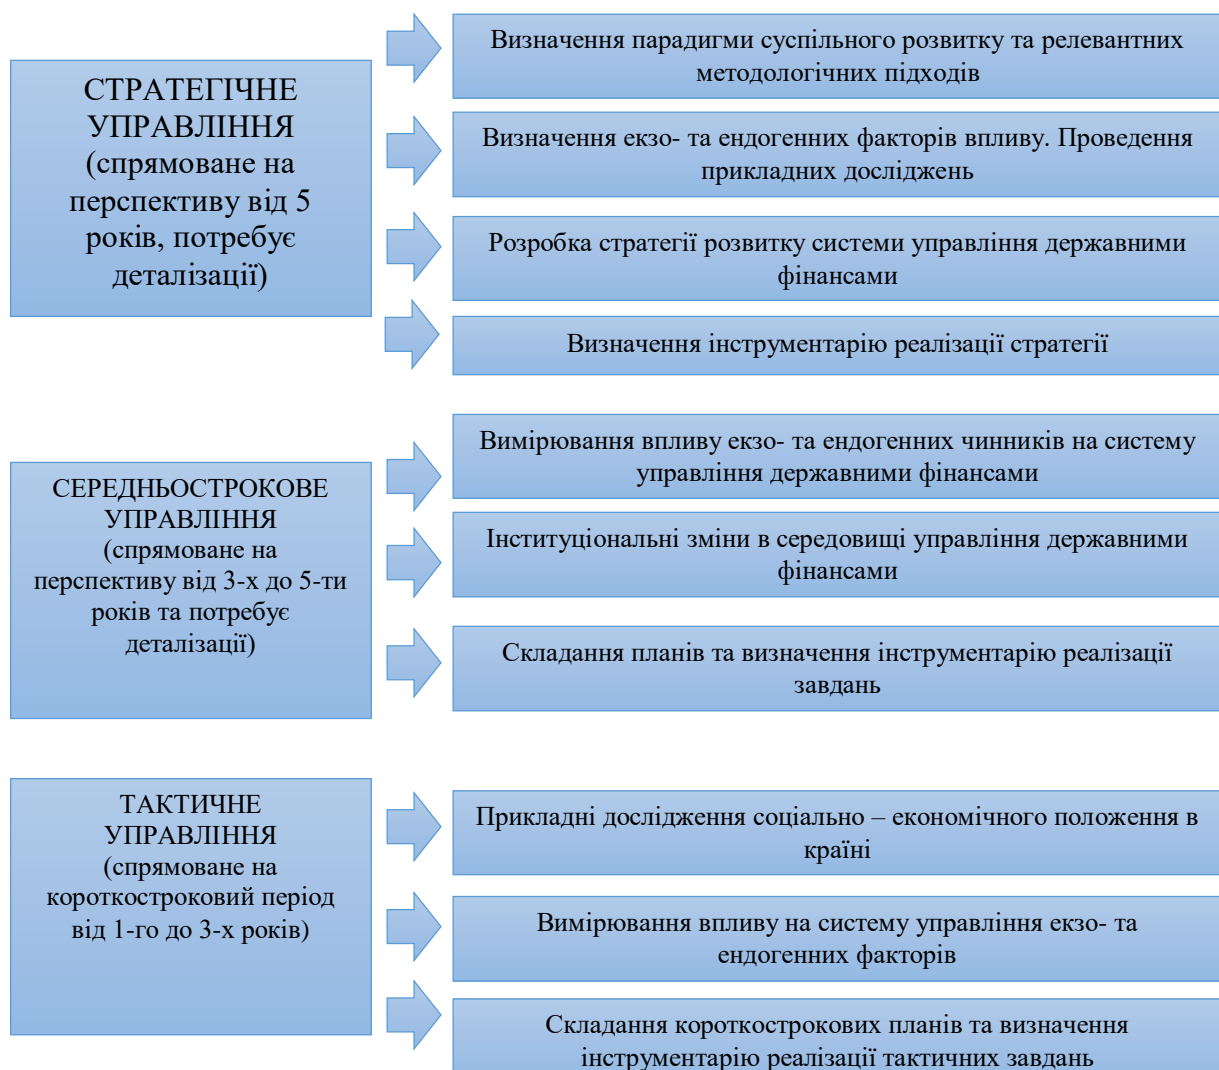 СТРАТЕГІЧНЕ
УПРАВЛІННЯ
(спрямоване на
перспективу від 5
років, потребує
деталізації)
Визначення парадигми суспільного розвитку та релевантних
методологічних підходів
Визначення екзо- та ендогенних факторів впливу. Проведення
прикладних досліджень
Розробка стратегії розвитку системи управління державними
фінансами
Визначення інструментарію реалізації стратегії
СЕРЕДНЬОСТРОКОВЕ
УПРАВЛІННЯ
(спрямоване на
перспективу від 3-х до 5-ти
років та потребує
деталізації)
Вимірювання впливу екзо- та ендогенних чинників на систему
управління державними фінансами
Інституціональні зміни в середовищі управління державними
фінансами
Складання планів та визначення інструментарію реалізації
завдань
ТАКТИЧНЕ
УПРАВЛІННЯ
(спрямоване на
короткостроковий період
від 1-го до 3-х років)
Прикладні дослідження соціально – економічного положення в
країні
Вимірювання впливу на систему управління екзо- та
ендогенних факторів
Складання короткострокових планів та визначення
інструментарію реалізації тактичних завдань